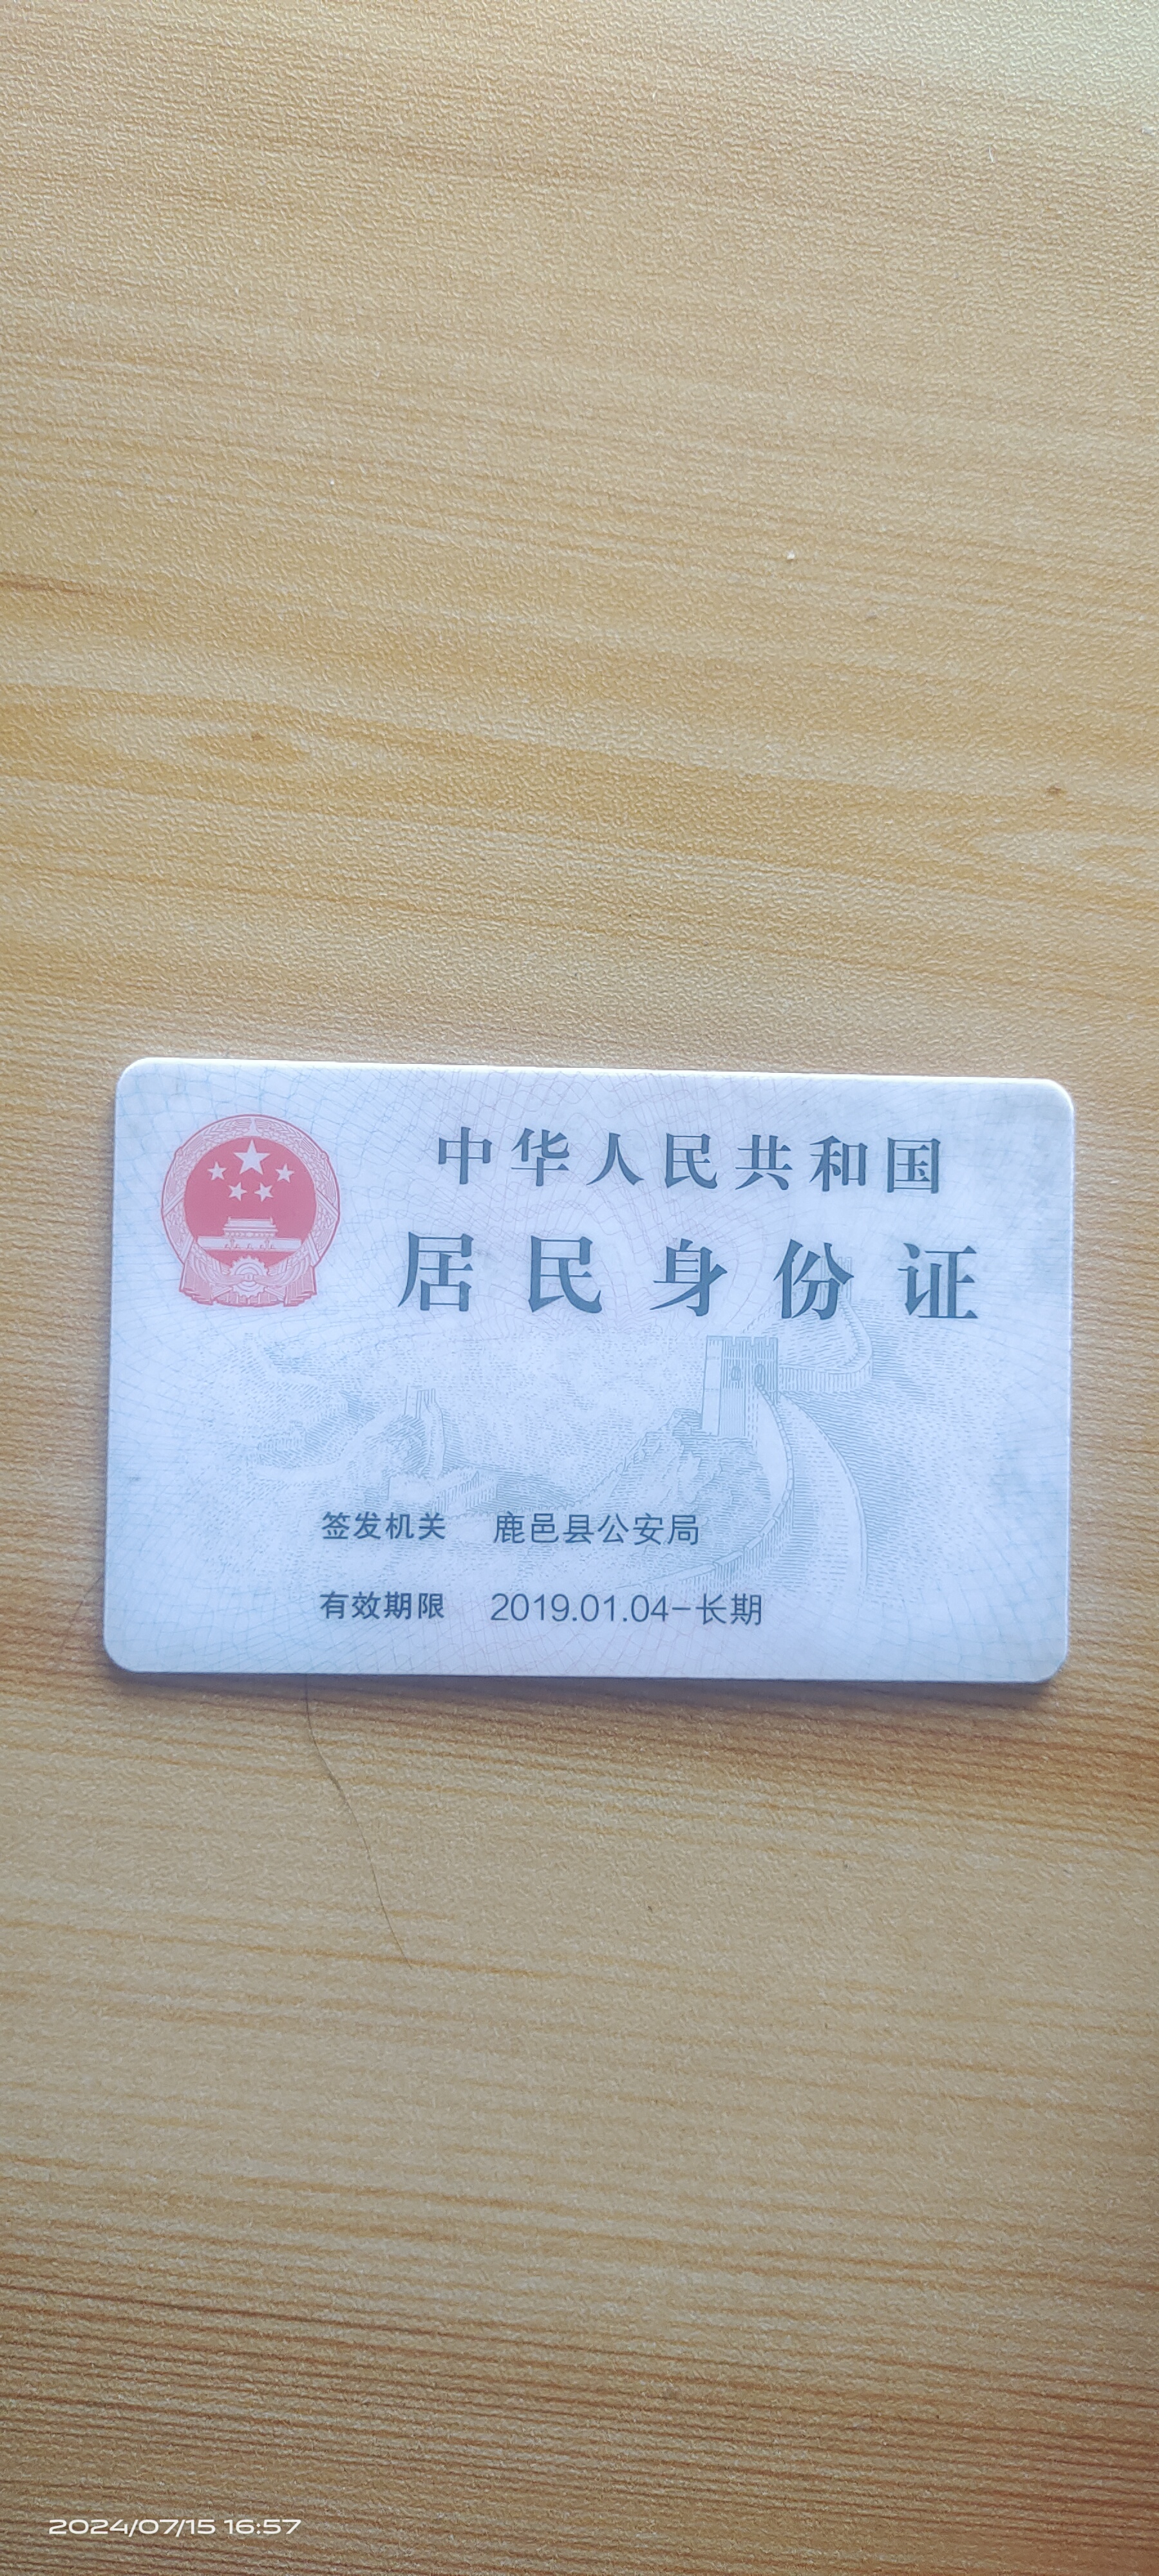 中华人民共和国
居民身份证
签发机关 鹿邑县公安局
有效期限 2019.01.04-长期
2024/07/15 16:57